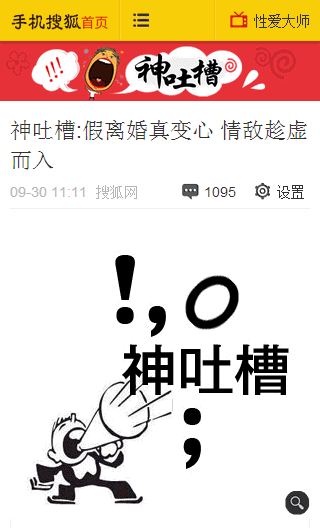 手机搜狐首页
性爱大师
!!!
神吐槽
神吐槽:假离婚真变心 情敌趁虚
而入
09-30 11:11 搜狐网
1095
设置
!,o
神吐槽
;